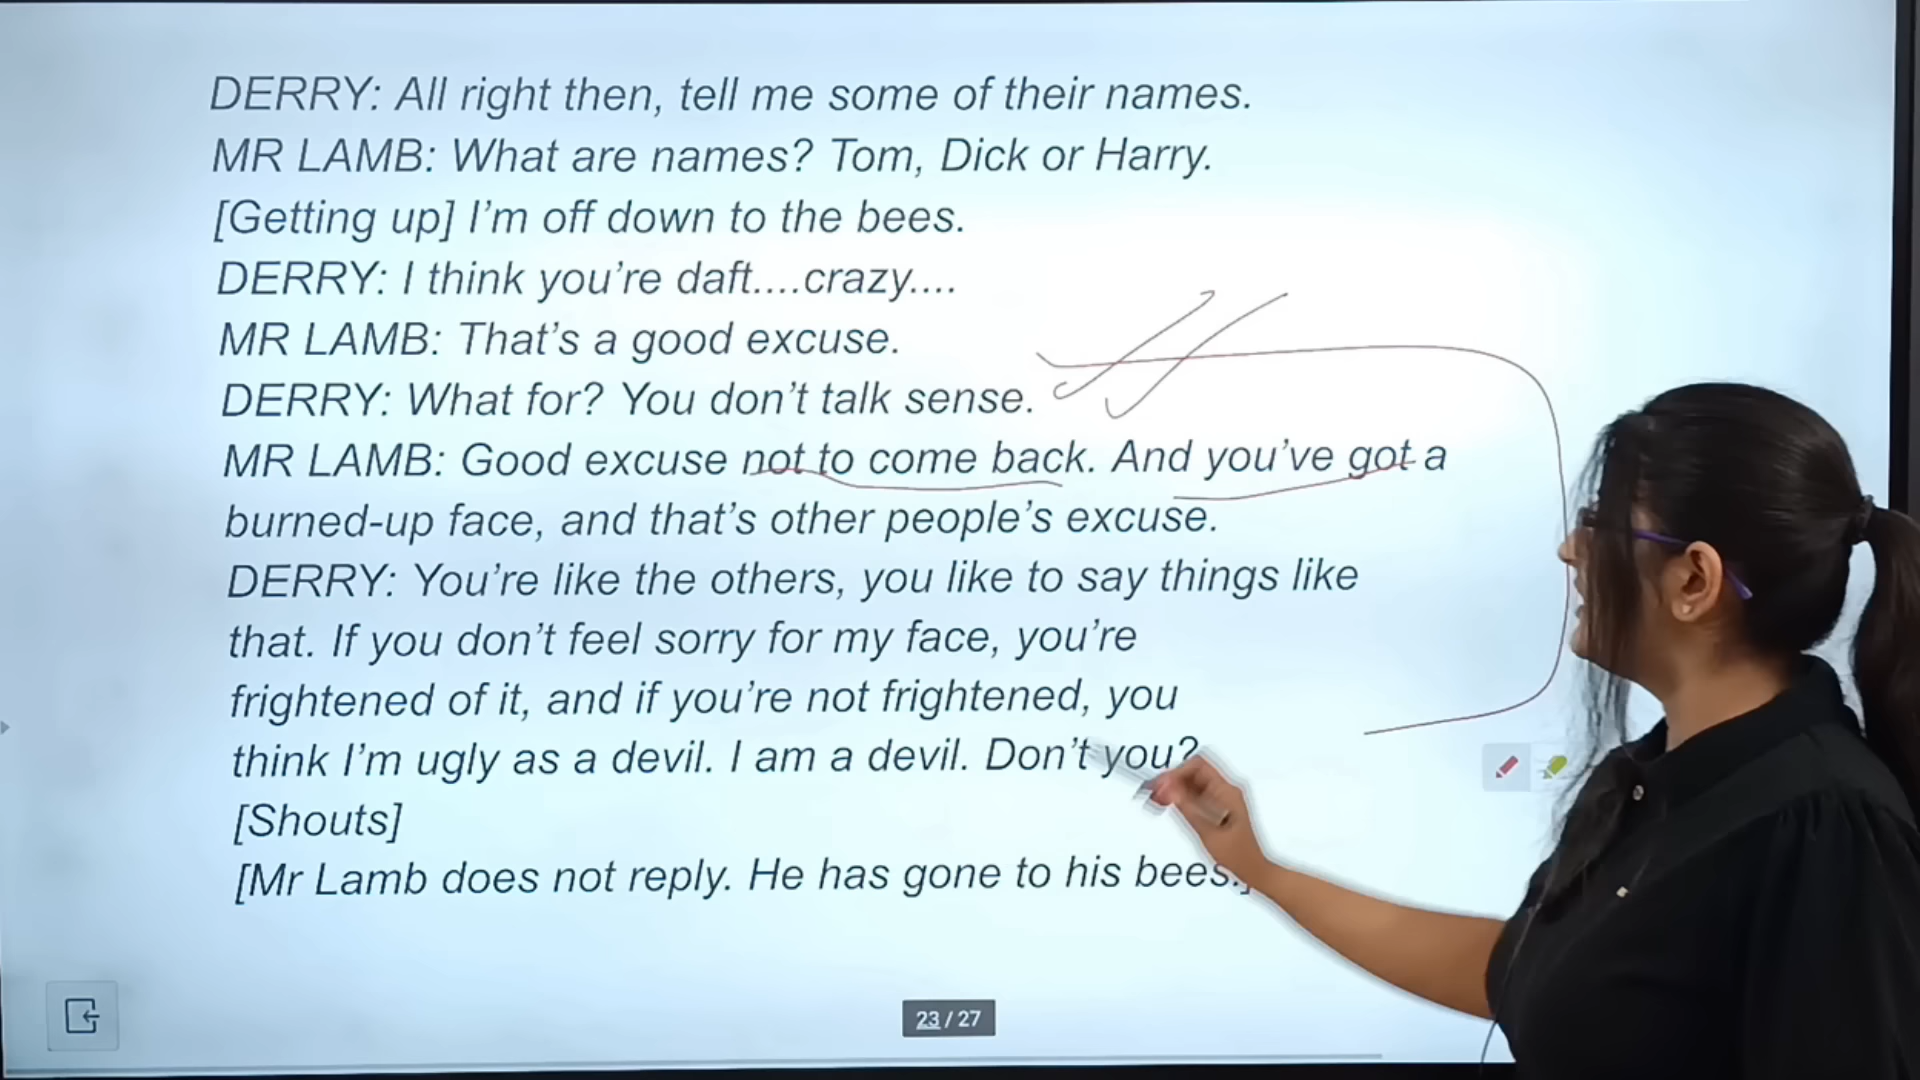 DERRY: All right then, tell me some of their names.
MR LAMB: What are names? Tom, Dick or Harry.
[Getting up] I'm off down to the bees.
DERRY: I think you're daft....crazy....
MR LAMB: That's a good excuse.
DERRY: What for? You don't talk sense.
MR LAMB: Good excuse not to come back. And you've got a
burned-up face, and that's other people's excuse.
DERRY: You're like the others, you like to say things like
that. If you don't feel sorry for my face, you're
frightened of it, and if you're not frightened, you
think I'm ugly as a devil. I am a devil. Don't you?
[Shouts]
[Mr Lamb does not reply. He has gone to his bees.]
23 / 27